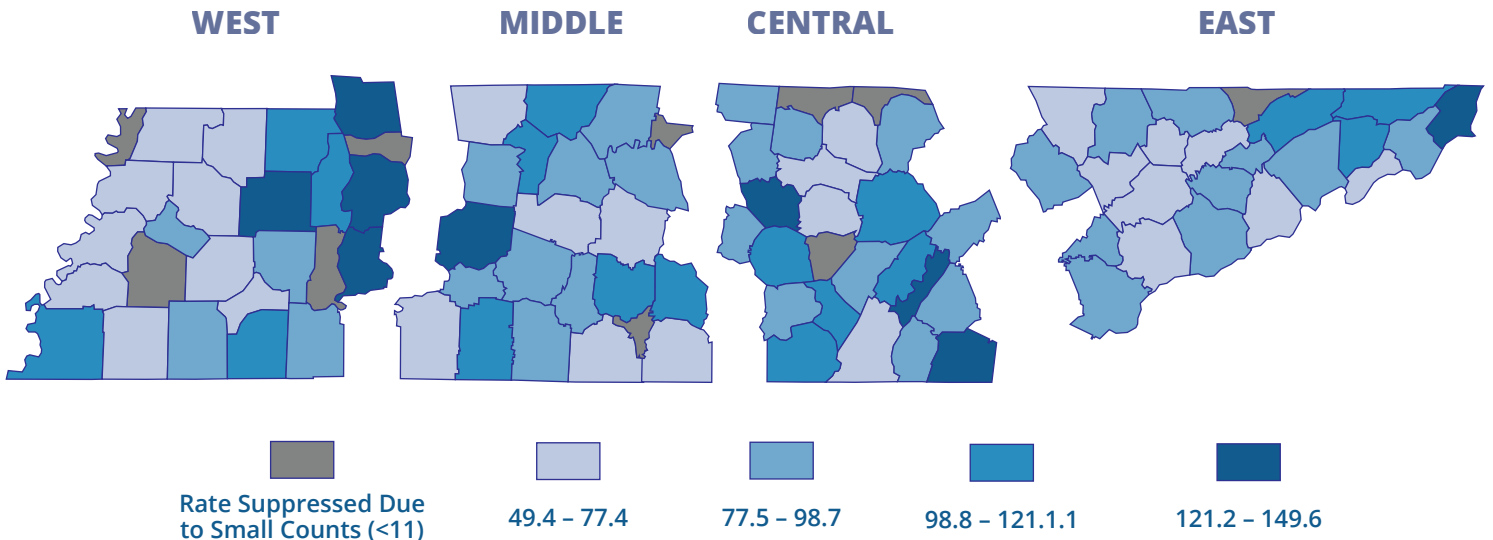 WEST MIDDLE CENTRAL EAST
Rate Suppressed Due
to Small Counts (<11)
49.4 – 77.4
77.5 – 98.7
98.8 – 121.1.1
121.2 – 149.6